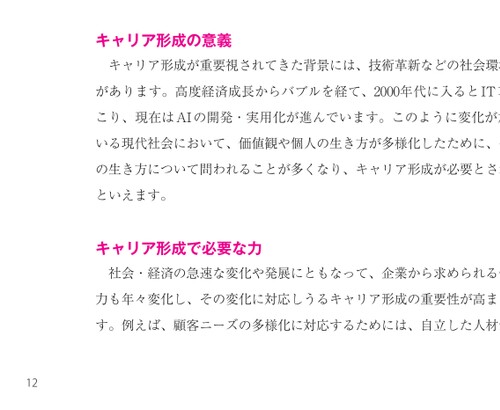 キャリア形成の意義
キャリア形成が重要視されてきた背景には、技術革新などの社会環
があります。高度経済成長からバブルを経て、2000年代に入るとIT
こり、現在はAIの開発・実用化が進んでいます。このように変化が
いる現代社会において、価値観や個人の生き方が多様化したために、
の生き方について問われることが多くなり、キャリア形成が必要とさ
といえます。
キャリア形成で必要な力
社会・経済の急速な変化や発展にともなって、企業から求められる
力も年々変化し、その変化に対応しうるキャリア形成の重要性が高ま
す。例えば、顧客ニーズの多様化に対応するためには、自立した人材
12